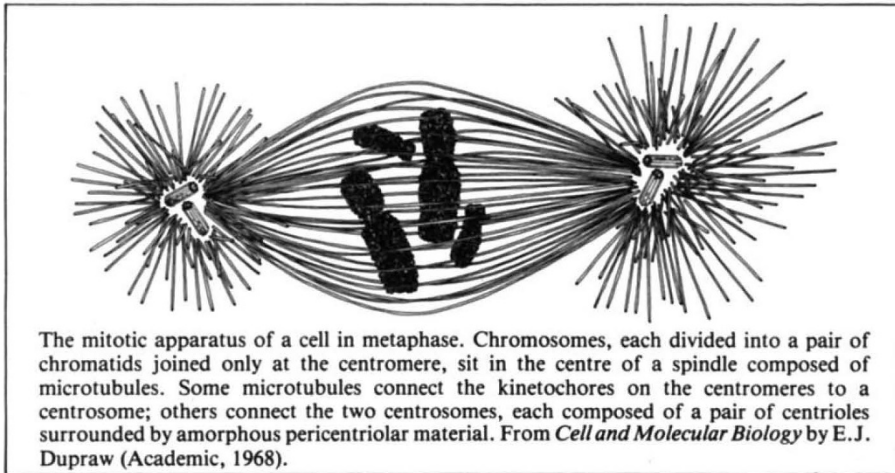 The mitotic apparatus of a cell in metaphase. Chromosomes, each divided into a pair of
chromatids joined only at the centromere, sit in the centre of a spindle composed of
microtubules. Some microtubules connect the kinetochores on the centromeres to a
centrosome; others connect the two centrosomes, each composed of a pair of centrioles
surrounded by amorphous pericentriolar material. From Cell and Molecular Biology by E.J.
Dupraw (Academic, 1968).